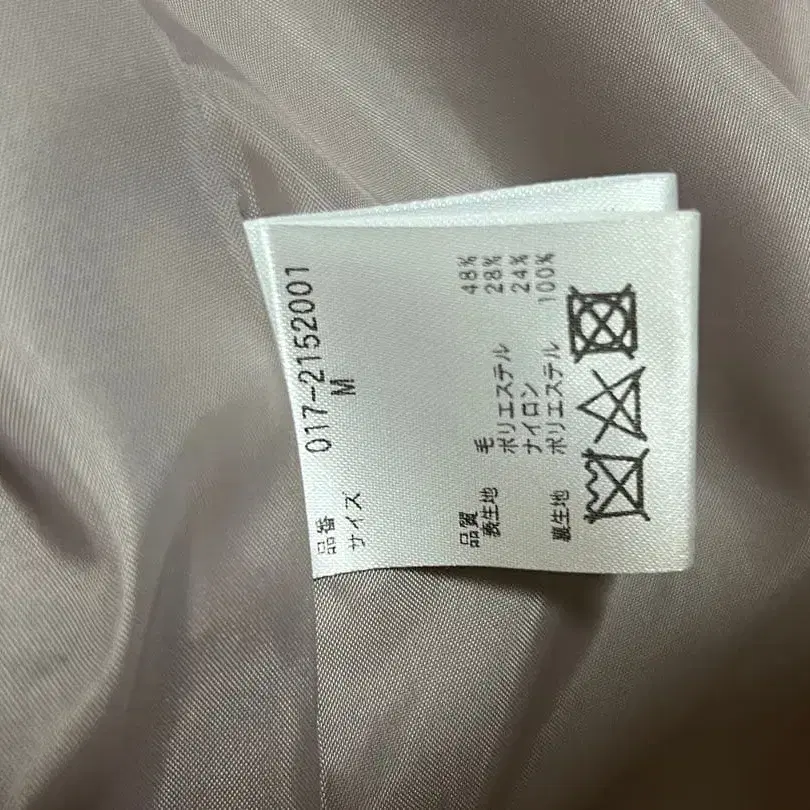 品番 017-2152001
サイズ M
品質
表生地 毛 48%
ポリエステル 28%
ナイロン 24%
裏生地 ポリエステル 100%